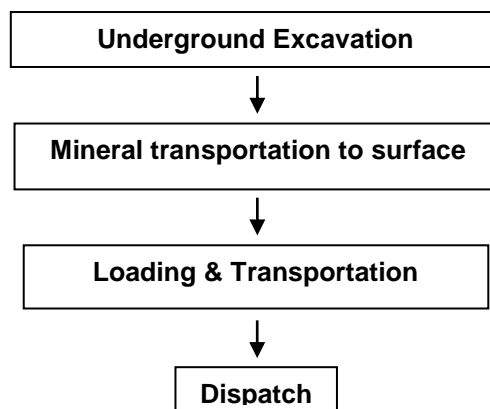 Underground Excavation
Mineral transportation to surface
Loading & Transportation
Dispatch